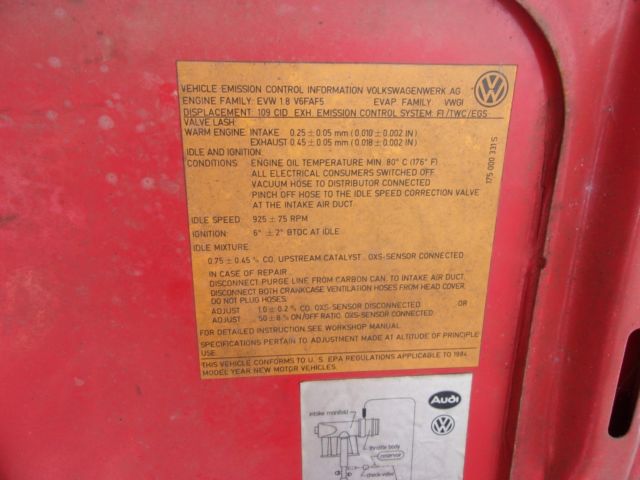 VEHICLE EMISSION CONTROL INFORMATION VOLKSWAGENWERK AG
ENGINE FAMILY: EVW 1.8 V6FAF5 EVAP FAMILY VWGI
DISPLACEMENT: 109 CID EXH. EMISSION CONTROL SYSTEM: FI/TWC/EGS
VALVE LASH:
WARM ENGINE: INTAKE 0.25 ± 0.05 mm (0.010 ± 0.002 IN)
EXHAUST 0.45 ± 0.05 mm (0.018 ± 0.002 IN)
IDLE AND IGNITION:
CONDITIONS ENGINE OIL TEMPERATURE MIN. 80° C (176° F)
ALL ELECTRICAL CONSUMERS SWITCHED OFF
VACUUM HOSE TO DISTRIBUTOR CONNECTED
PINCH OFF HOSE TO THE IDLE SPEED CORRECTION VALVE
AT THE INTAKE AIR DUCT.
IDLE SPEED: 925 ± 75 RPM
IGNITION: 6° ± 2° BTDC AT IDLE
IDLE MIXTURE:
0.75 ± 0.45 % CO, UPSTREAM CATALYST, OXS-SENSOR CONNECTED
IN CASE OF REPAIR
DISCONNECT PURGE LINE FROM CARBON CAN. TO INTAKE AIR DUCT.
DISCONNECT BOTH CRANKCASE VENTILATION HOSES FROM HEAD COVER,
DO NOT PLUG HOSES.
ADJUST 1.0 ± 0.2 % CO, OXS-SENSOR DISCONNECTED OR
ADJUST 50 ± 8 % ON/OFF RATIO, OXS-SENSOR CONNECTED
FOR DETAILED INSTRUCTION SEE WORKSHOP MANUAL.
SPECIFICATIONS PERTAIN TO ADJUSTMENT MADE AT ALTITUDE OF PRINCIPLE
USE.
THIS VEHICLE CONFORMS TO U. S. EPA REGULATIONS APPLICABLE TO 1984
MODEL YEAR NEW MOTOR VEHICLES.
175 000 331 S
Audi
intake manifold
throttle body
reservoir
check valve